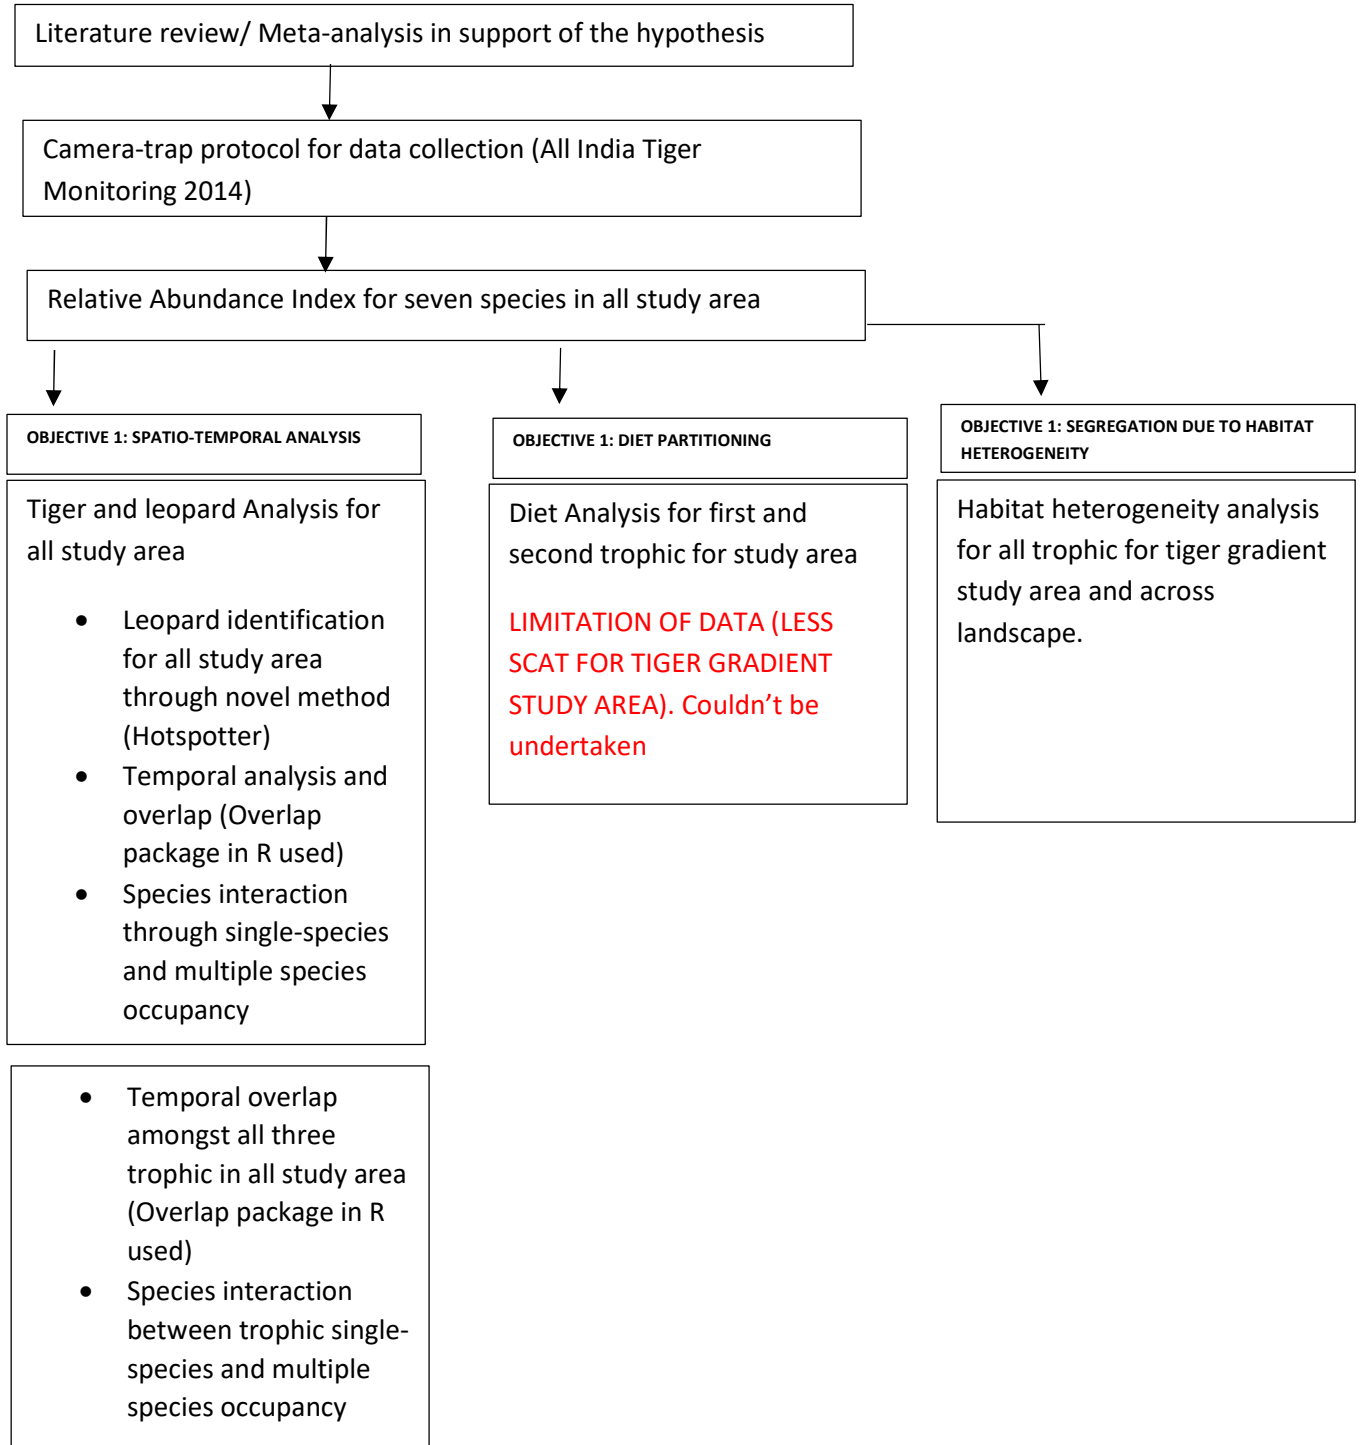 Literature review/ Meta-analysis in support of the hypothesis
Camera-trap protocol for data collection (All India Tiger
Monitoring 2014)
Relative Abundance Index for seven species in all study area
OBJECTIVE 1: SPATIO-TEMPORAL ANALYSIS
Tiger and leopard Analysis for
all study area
• Leopard identification
for all study area
through novel method
(Hotspotter)
• Temporal analysis and
overlap (Overlap
package in R used)
• Species interaction
through single-species
and multiple species
occupancy
• Temporal overlap
amongst all three
trophic in all study area
(Overlap package in R
used)
• Species interaction
between trophic single-
species and multiple
species occupancy
OBJECTIVE 1: DIET PARTITIONING
Diet Analysis for first and
second trophic for study area
LIMITATION OF DATA (LESS
SCAT FOR TIGER GRADIENT
STUDY AREA). Couldn’t be
undertaken
OBJECTIVE 1: SEGREGATION DUE TO HABITAT
HETEROGENEITY
Habitat heterogeneity analysis
for all trophic for tiger gradient
study area and across
landscape.